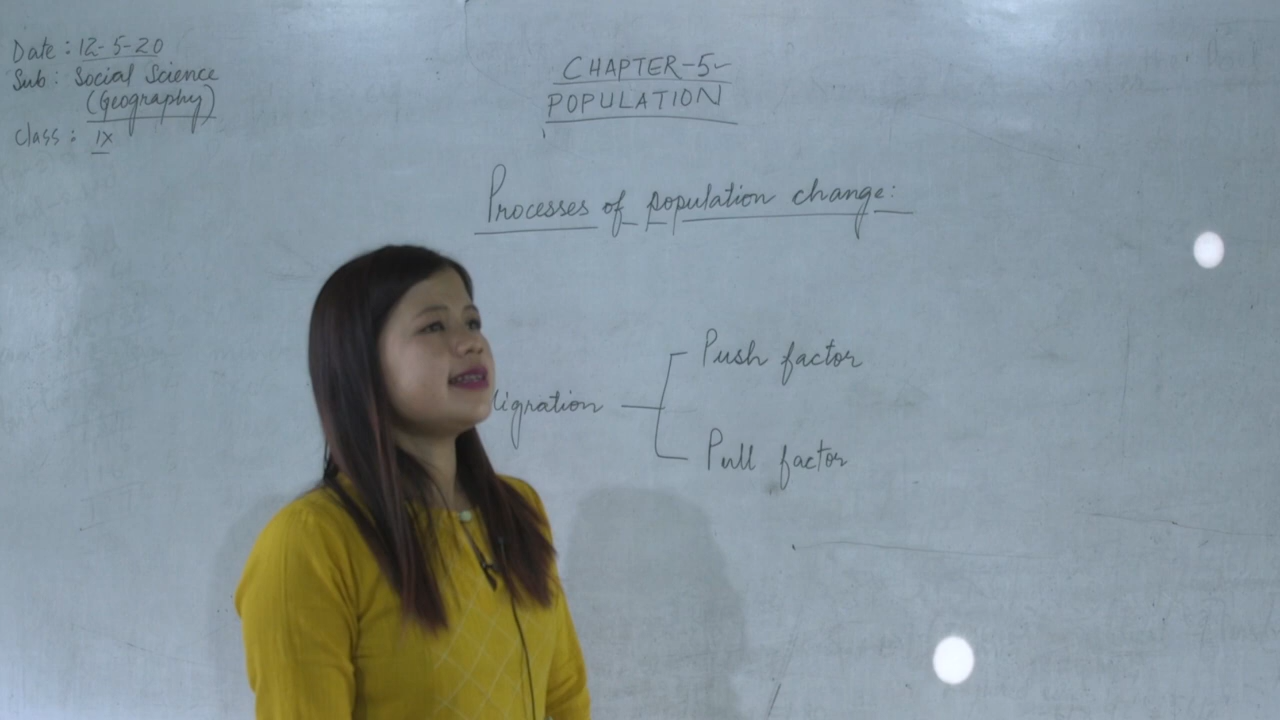 Date : 12-5-20
Sub : Social Science
(Geography)
Class : IX
CHAPTER-5
POPULATION
Processes of population change:
Push factor
igration
Pull factor